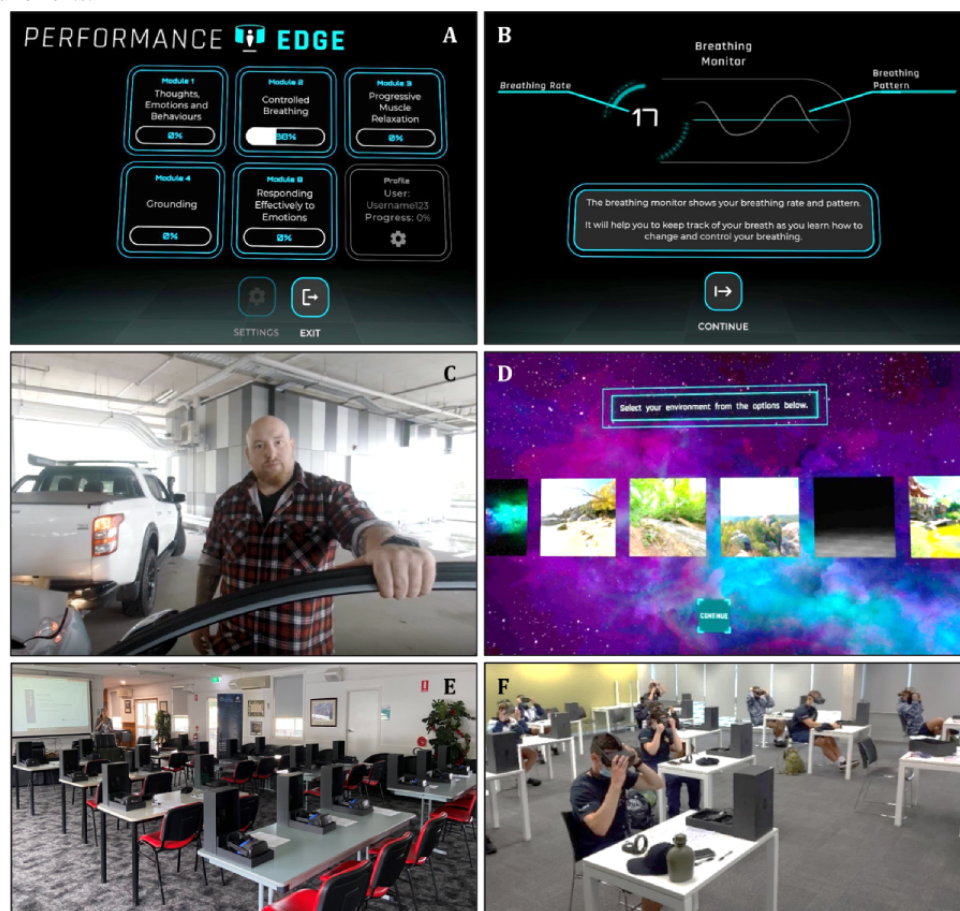 PERFORMANCE EDGE
A
Module 1
Thoughts,
Emotions and
Behaviours
0%
Module 2
Controlled
Breathing
Module 3
Progressive
Muscle
Relaxation
0%
Module 4
Grounding
0%
Responding
Effectively to
Emotions
0%
Profile
User:
Username123
Progress: 0%
SETTINGS
EXIT
B
Breathing
Monitor
Breathing Rate
17
Breathing
Pattern
The breathing monitor shows your breathing rate and pattern.
It will help you to keep track of your breath as you learn how to
change and control your breathing.
CONTINUE
C
D
Select your environment from the options below.
CONTINUE
E
F